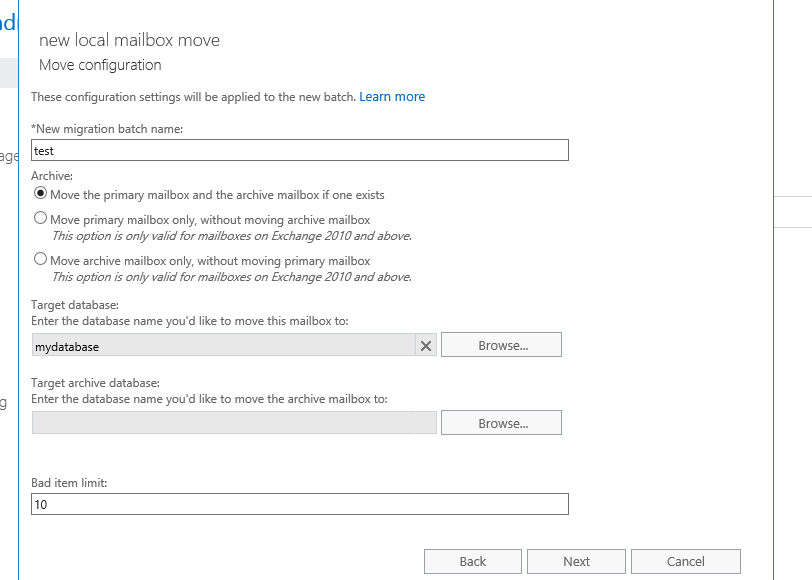 new local mailbox move
Move configuration
These configuration settings will be applied to the new batch. Learn more
*New migration batch name:
test
Archive:
Move the primary mailbox and the archive mailbox if one exists
Move primary mailbox only, without moving archive mailbox
This option is only valid for mailboxes on Exchange 2010 and above.
Move archive mailbox only, without moving primary mailbox
This option is only valid for mailboxes on Exchange 2010 and above.
Target database:
Enter the database name you'd like to move this mailbox to:
mydatabase
Browse...
Target archive database:
Enter the database name you'd like to move the archive mailbox to:
Browse...
Bad item limit:
10
Back Next Cancel